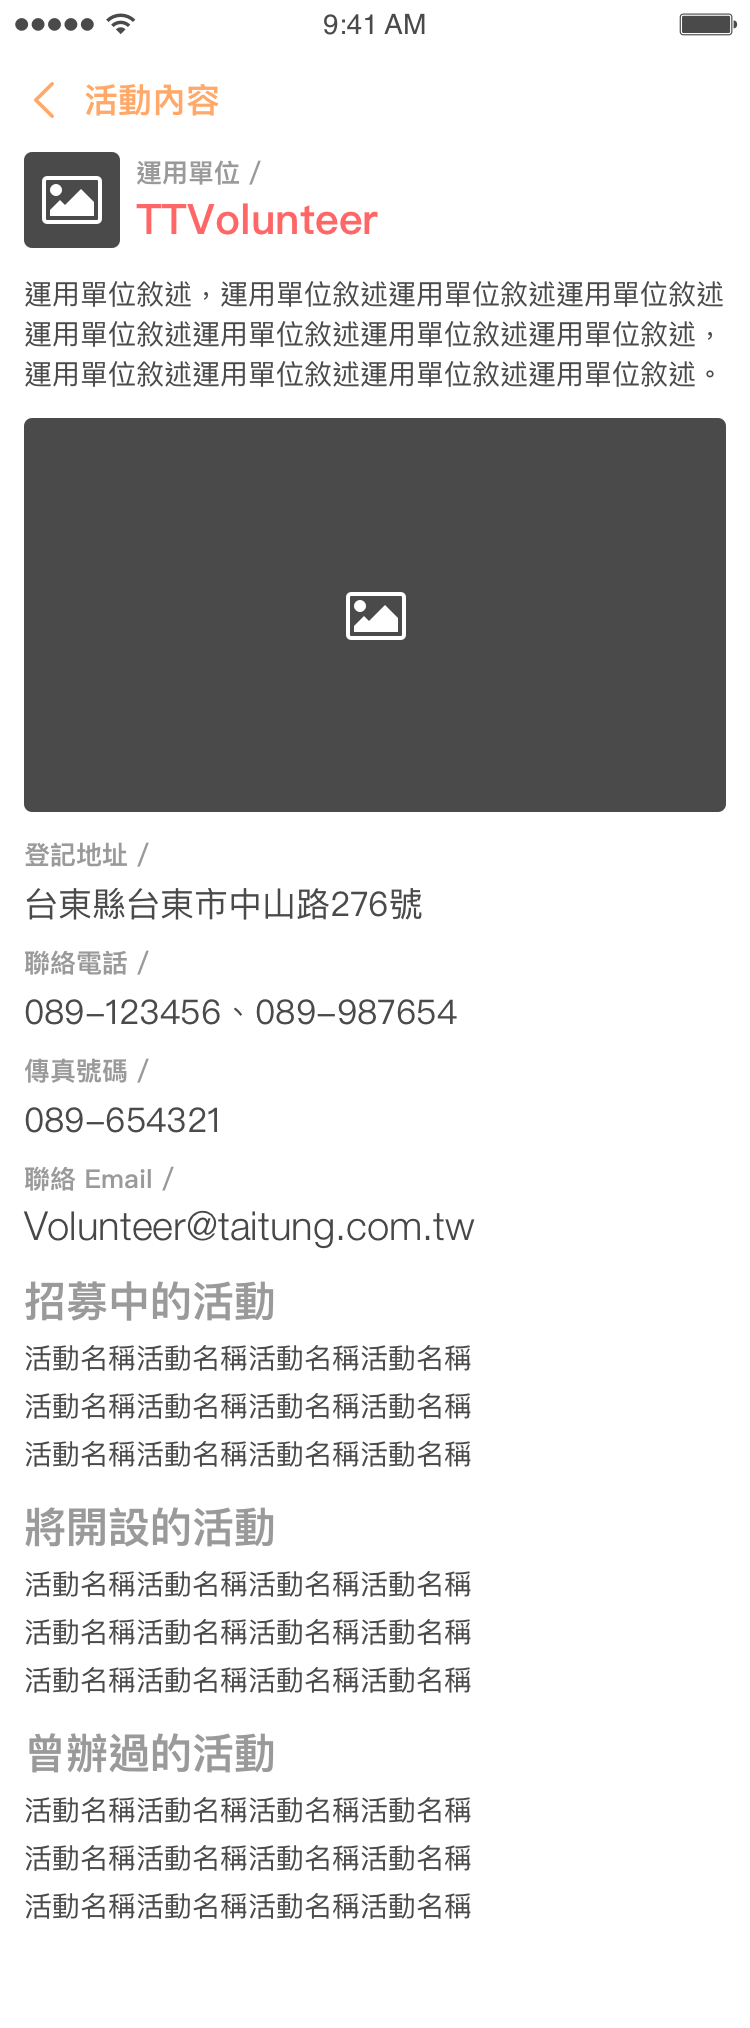 9:41 AM
活動內容
運用單位 /
TTVolunteer
運用單位敘述，運用單位敘述運用單位敘述運用單位敘述
運用單位敘述運用單位敘述運用單位敘述運用單位敘述，
運用單位敘述運用單位敘述運用單位敘述運用單位敘述。
登記地址 /
台東縣台東市中山路276號
聯絡電話 /
089-123456、089-987654
傳真號碼 /
089-654321
聯絡 Email /
Volunteer@taitung.com.tw
招募中的活動
活動名稱活動名稱活動名稱活動名稱
活動名稱活動名稱活動名稱活動名稱
活動名稱活動名稱活動名稱活動名稱
將開設的活動
活動名稱活動名稱活動名稱活動名稱
活動名稱活動名稱活動名稱活動名稱
活動名稱活動名稱活動名稱活動名稱
曾辦過的活動
活動名稱活動名稱活動名稱活動名稱
活動名稱活動名稱活動名稱活動名稱
活動名稱活動名稱活動名稱活動名稱